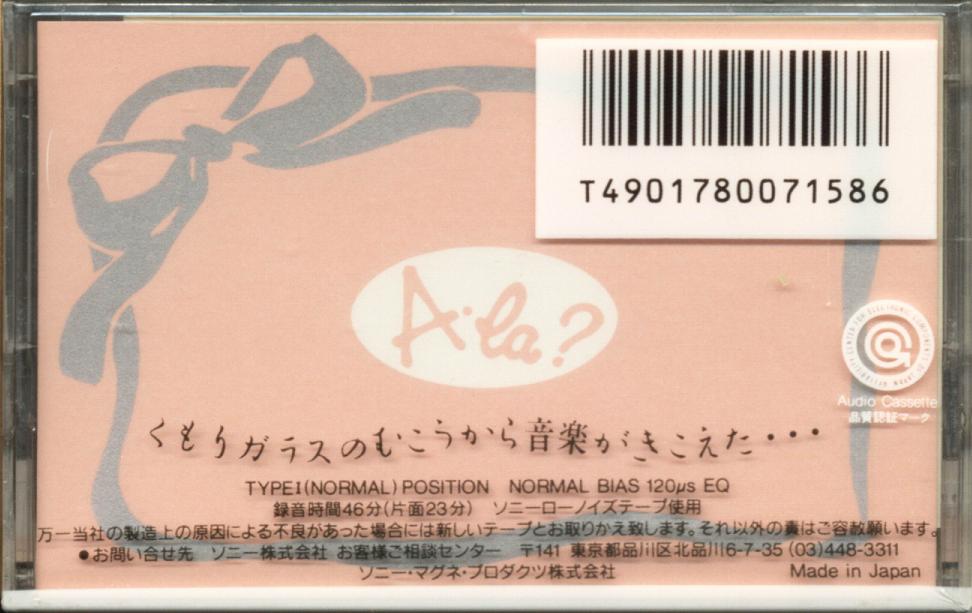 T4901780071586
A・la?
Audio Cassette
品質認証マーク
くもりガラスのむこうから音楽がきこえた・・・
TYPEI(NORMAL)POSITION NORMAL BIAS 120μs EQ
録音時間46分(片面23分) ソニーローノイズテープ使用
万一当社の製造上の原因による不良があった場合には新しいテープとお取りかえ致します。それ以外の責はご容赦願います。
●お問い合せ先 ソニー株式会社 お客様ご相談センター 〒141 東京都品川区北品川6-7-35(03)448-3311
ソニー・マグネ・プロダクツ株式会社 Made in Japan